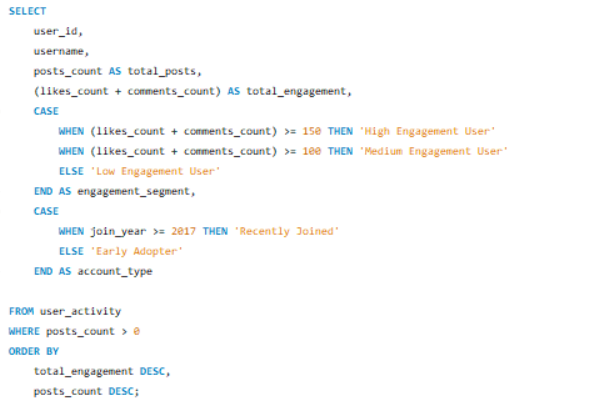 SELECT
    user_id,
    username,
    posts_count AS total_posts,
    (likes_count + comments_count) AS total_engagement,
    CASE
        WHEN (likes_count + comments_count) >= 150 THEN 'High Engagement User'
        WHEN (likes_count + comments_count) >= 100 THEN 'Medium Engagement User'
        ELSE 'Low Engagement User'
    END AS engagement_segment,
    CASE
        WHEN join_year >= 2017 THEN 'Recently Joined'
        ELSE 'Early Adopter'
    END AS account_type

FROM user_activity
WHERE posts_count > 0
ORDER BY
    total_engagement DESC,
    posts_count DESC;